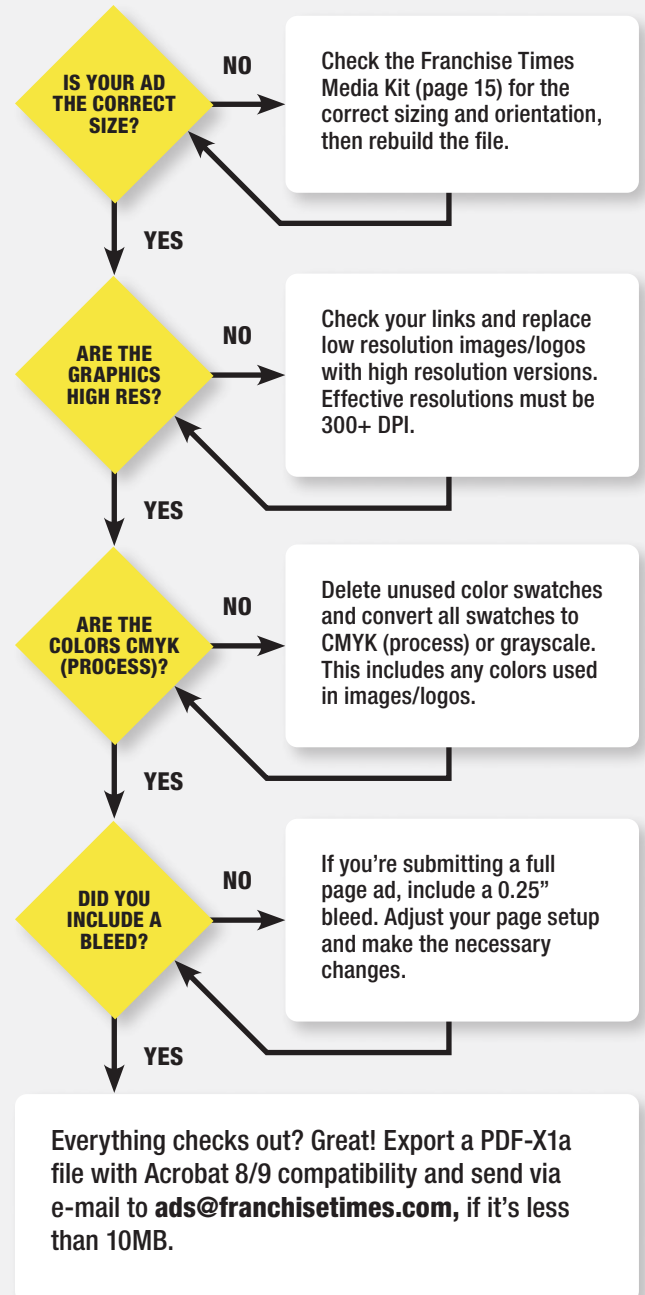 IS YOUR AD
THE CORRECT
SIZE?
NO
Check the Franchise Times
Media Kit (page 15) for the
correct sizing and orientation,
then rebuild the file.
YES
ARE THE
GRAPHICS
HIGH RES?
NO
Check your links and replace
low resolution images/logos
with high resolution versions.
Effective resolutions must be
300+ DPI.
YES
ARE THE
COLORS CMYK
(PROCESS)?
NO
Delete unused color swatches
and convert all swatches to
CMYK (process) or grayscale.
This includes any colors used
in images/logos.
YES
DID YOU
INCLUDE A
BLEED?
NO
If you’re submitting a full
page ad, include a 0.25”
bleed. Adjust your page setup
and make the necessary
changes.
YES
Everything checks out? Great! Export a PDF-X1a
file with Acrobat 8/9 compatibility and send via
e-mail to ads@franchisetimes.com, if it’s less
than 10MB.